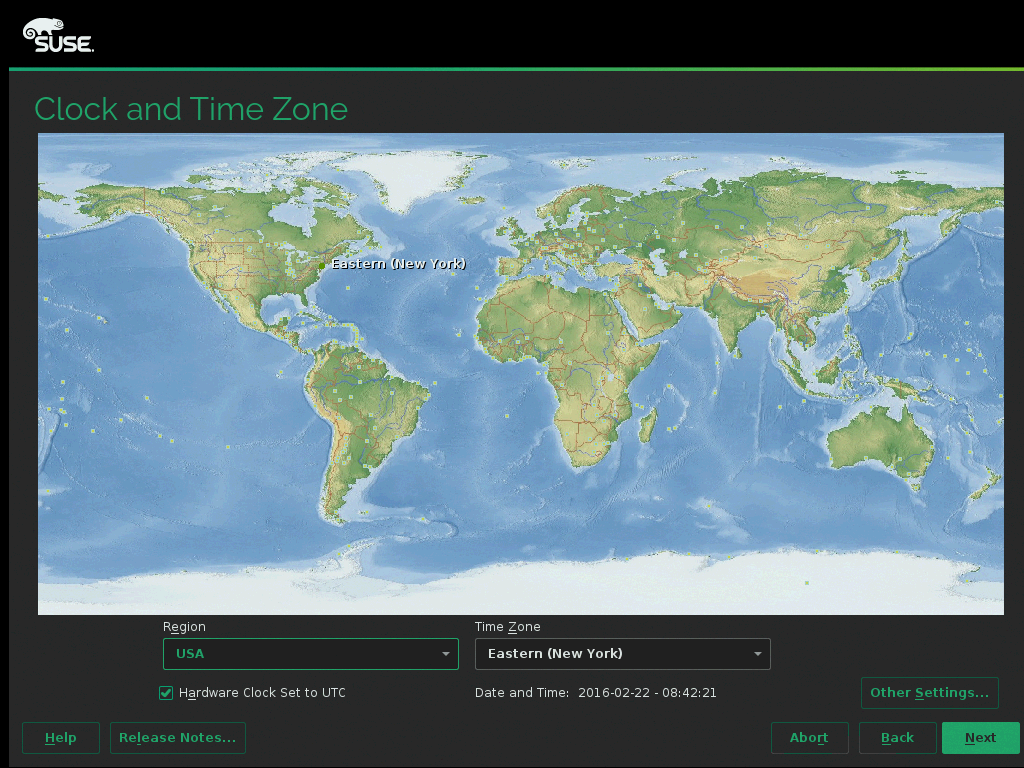 SUSE.
Clock and Time Zone
Eastern (New York)
Region
Time Zone
USA
Eastern (New York)
Hardware Clock Set to UTC
Date and Time: 2016-02-22 - 08:42:21
Other Settings...
Help
Release Notes...
Abort
Back
Next